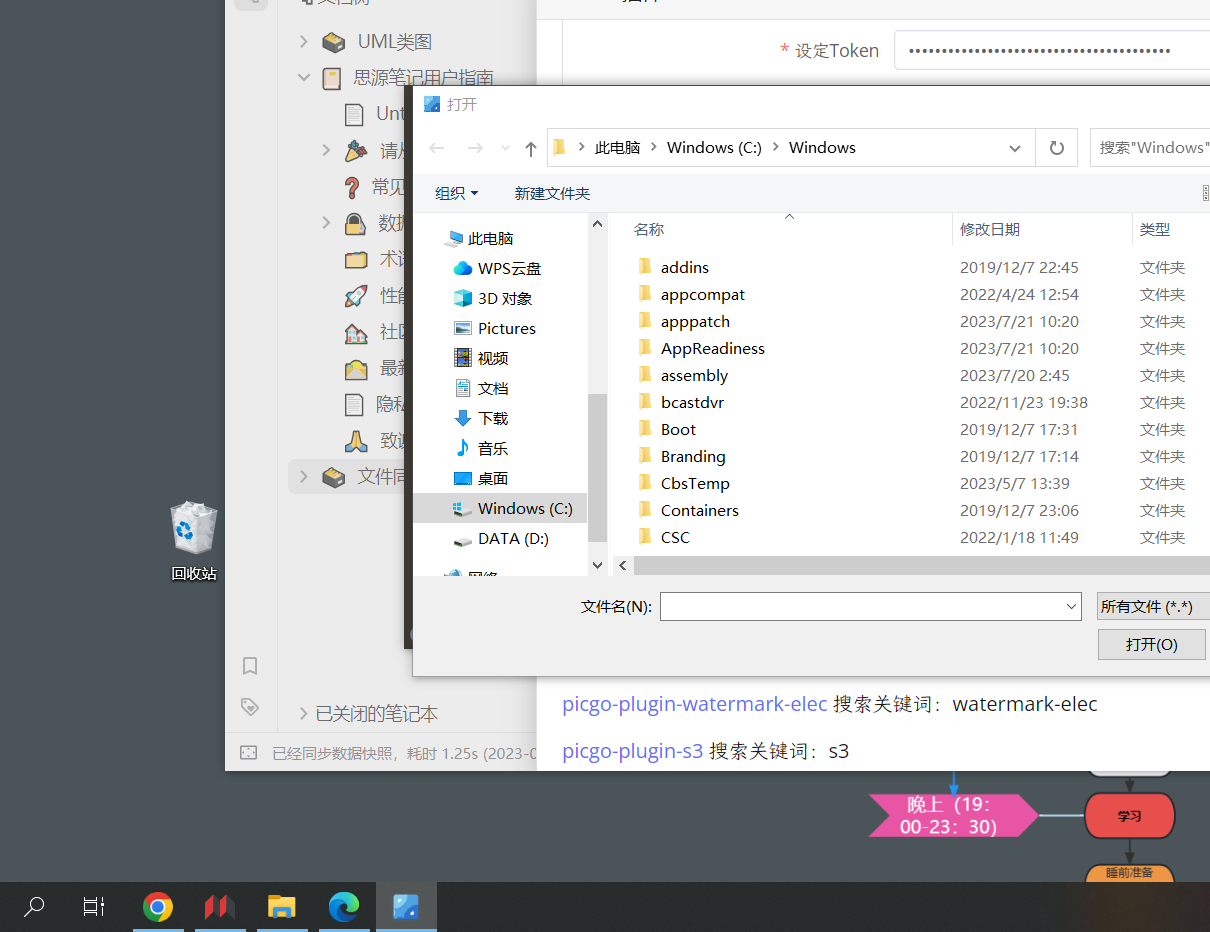 UML类图
* 设定Token
思源笔记用户指南
打开
此电脑 Windows (C:) Windows
搜索"Windows"
组织 新建文件夹
名称 修改日期 类型
此电脑
WPS云盘
3D 对象
Pictures
视频
文档
下载
音乐
桌面
Windows (C:)
DATA (D:)
网络
addins 2019/12/7 22:45 文件夹
appcompat 2022/4/24 12:54 文件夹
apppatch 2023/7/21 10:20 文件夹
AppReadiness 2023/7/21 10:20 文件夹
assembly 2023/7/20 2:45 文件夹
bcastdvr 2022/11/23 19:38 文件夹
Boot 2019/12/7 17:31 文件夹
Branding 2019/12/7 17:14 文件夹
CbsTemp 2023/5/7 13:39 文件夹
Containers 2019/12/7 23:06 文件夹
CSC 2022/1/18 11:49 文件夹
Unt
请从
常见
数据
术语
性能
社区
最新
隐私
致谢
文件同
文件名(N):
所有文件 (*.*)
打开(O)
回收站
已关闭的笔记本
已经同步数据快照，耗时 1.25s (2023-0
picgo-plugin-watermark-elec 搜索关键词：watermark-elec
picgo-plugin-s3 搜索关键词：s3
晚上（19：
00-23：30）
学习
睡前准备